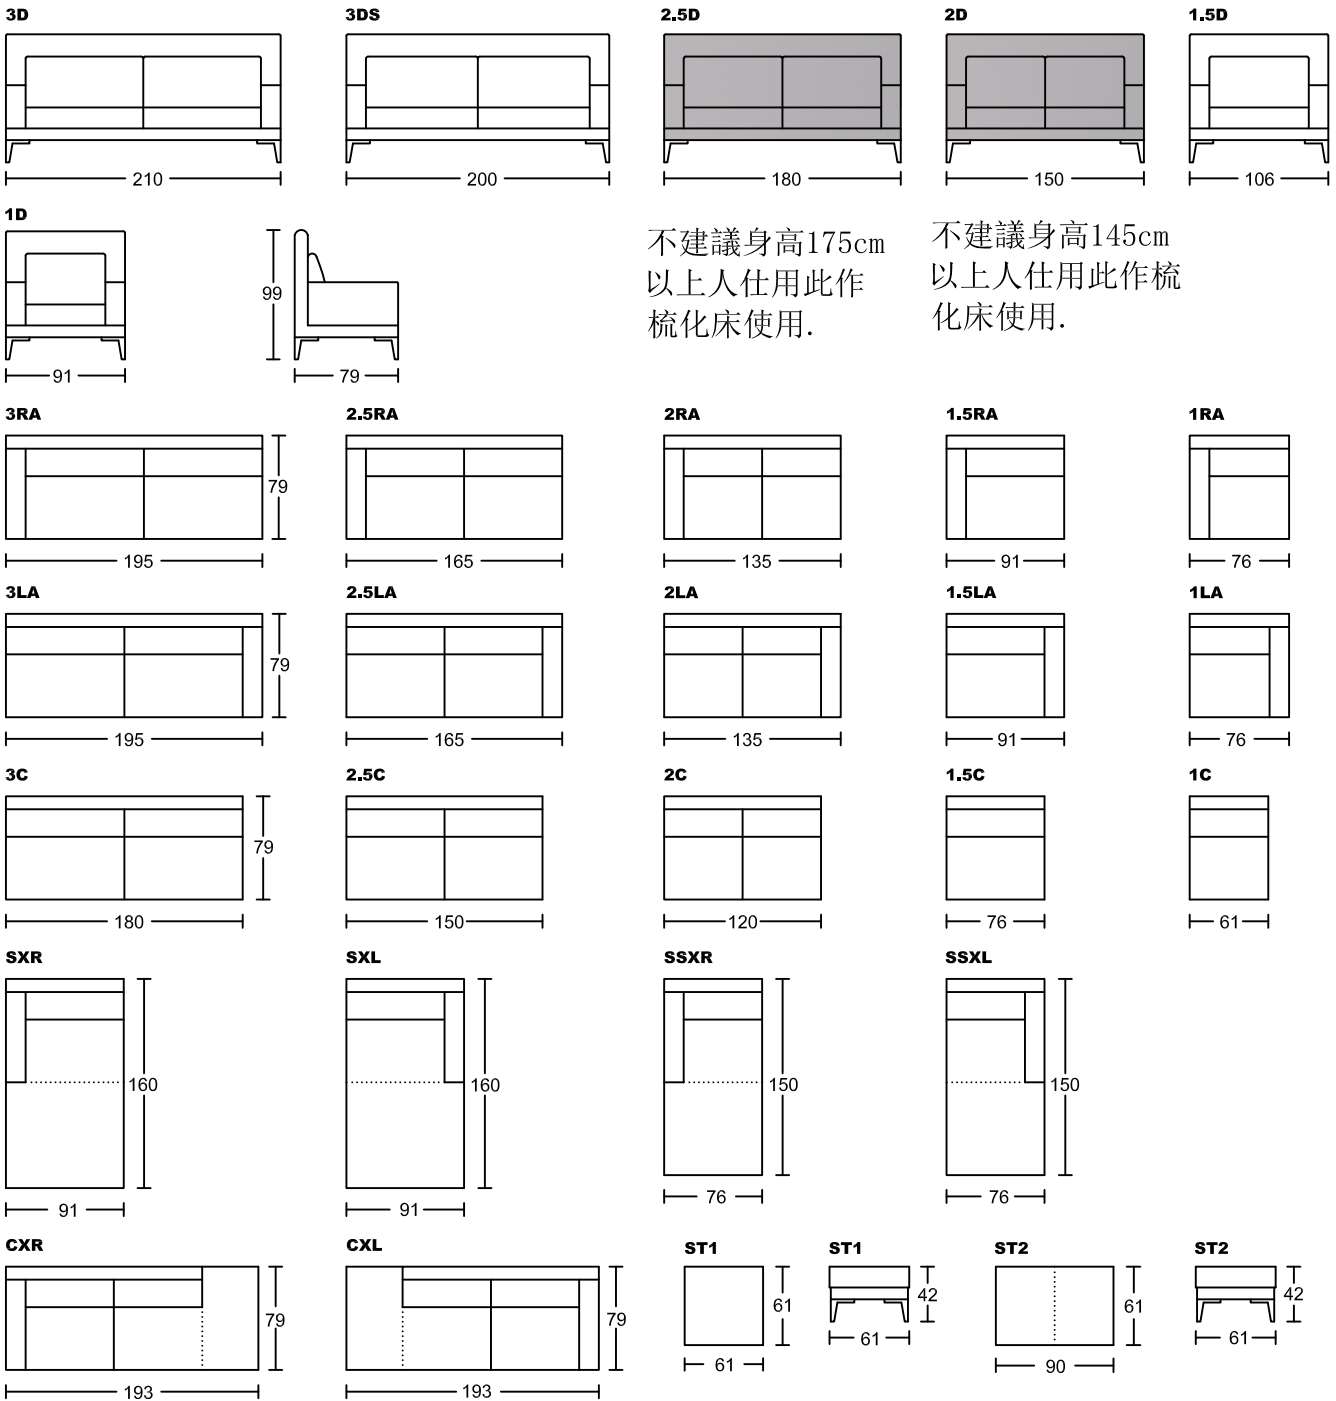 3D 3DS 2.5D 2D 1.5D
210 200 180 150 106
1D
不建議身高175cm
以上人仕用此作
梳化床使用.
不建議身高145cm
以上人仕用此作梳
化床使用.
99
91 79
3RA 2.5RA 2RA 1.5RA 1RA
79
195 165 135 91 76
3LA 2.5LA 2LA 1.5LA 1LA
79
195 165 135 91 76
3C 2.5C 2C 1.5C 1C
79
180 150 120 76 61
SXR SXL SSXR SSXL
160 160 150 150
91 91 76 76
CXR CXL ST1 ST1 ST2 ST2
79 79 61 42 61 42
193 193 61 61 90 61